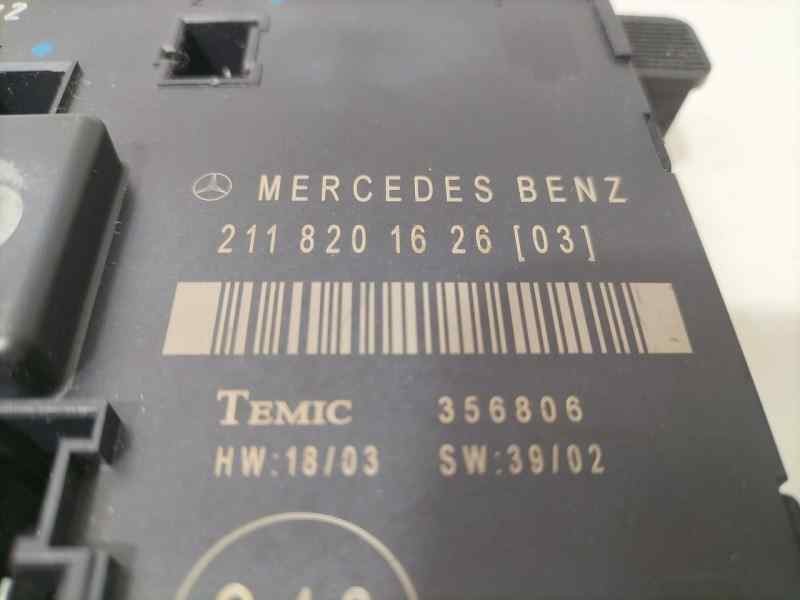 MERCEDES BENZ
211 820 16 26 [03]
TEMIC 356806
HW:18/03 SW:39/02